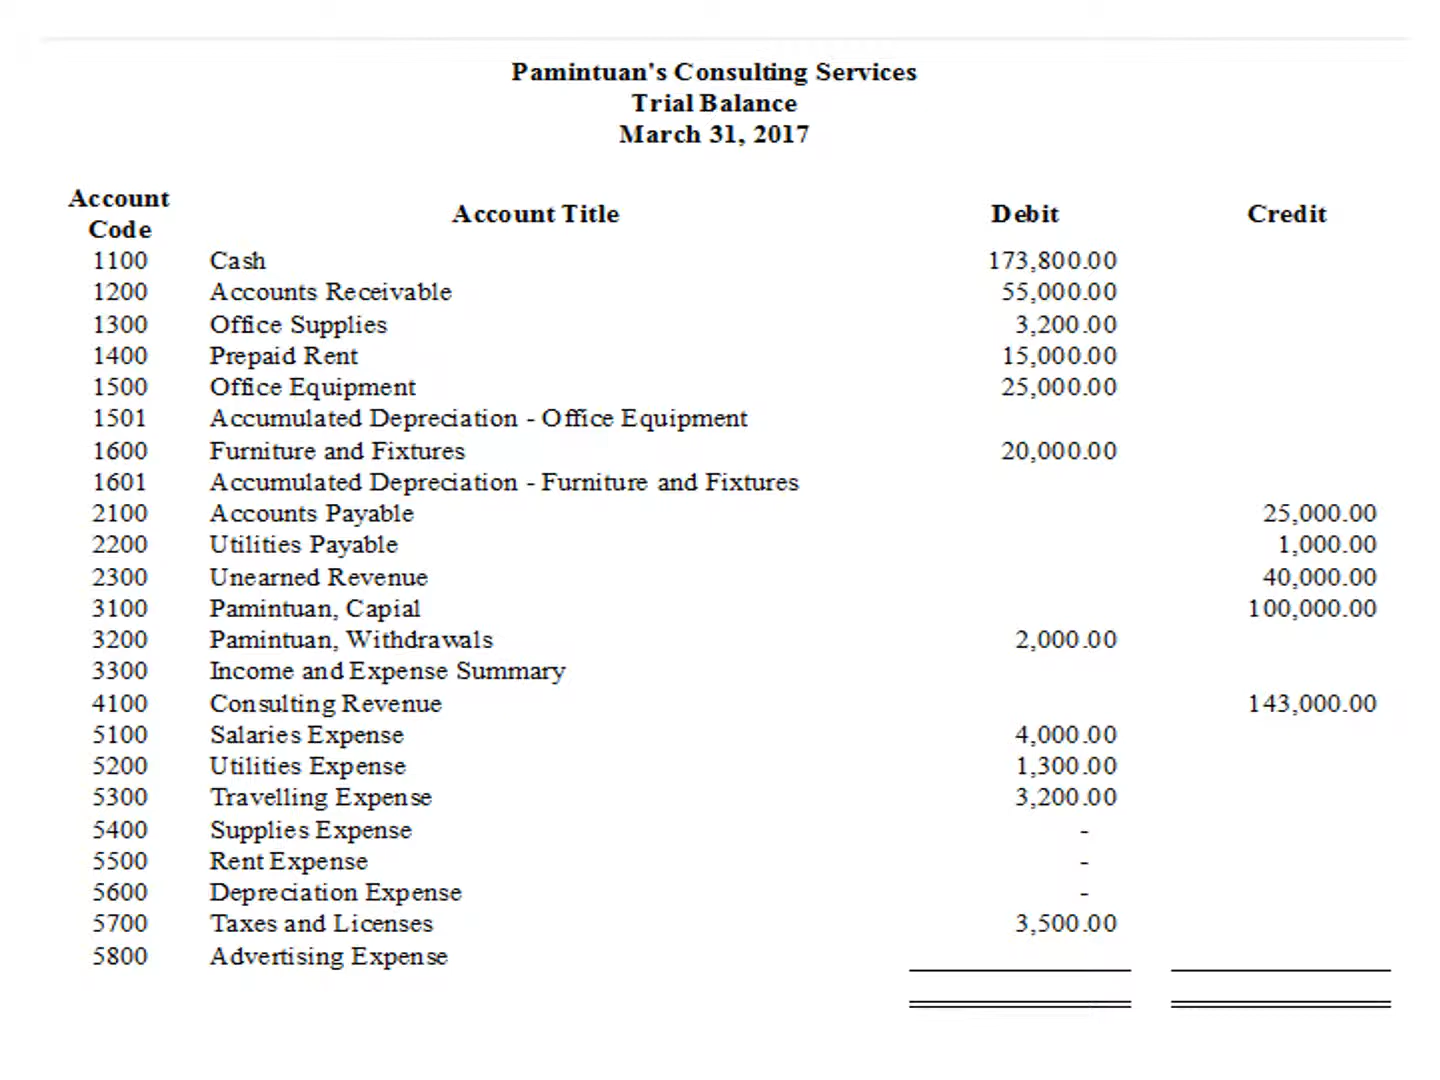 Pamintuan's Consulting Services
Trial Balance
March 31, 2017
Account Code Account Title Debit Credit
1100 Cash 173,800.00
1200 Accounts Receivable 55,000.00
1300 Office Supplies 3,200.00
1400 Prepaid Rent 15,000.00
1500 Office Equipment 25,000.00
1501 Accumulated Depreciation - Office Equipment
1600 Furniture and Fixtures 20,000.00
1601 Accumulated Depreciation - Furniture and Fixtures
2100 Accounts Payable 25,000.00
2200 Utilities Payable 1,000.00
2300 Unearned Revenue 40,000.00
3100 Pamintuan, Capial 100,000.00
3200 Pamintuan, Withdrawals 2,000.00
3300 Income and Expense Summary
4100 Consulting Revenue 143,000.00
5100 Salaries Expense 4,000.00
5200 Utilities Expense 1,300.00
5300 Travelling Expense 3,200.00
5400 Supplies Expense -
5500 Rent Expense -
5600 Depreciation Expense -
5700 Taxes and Licenses 3,500.00
5800 Advertising Expense